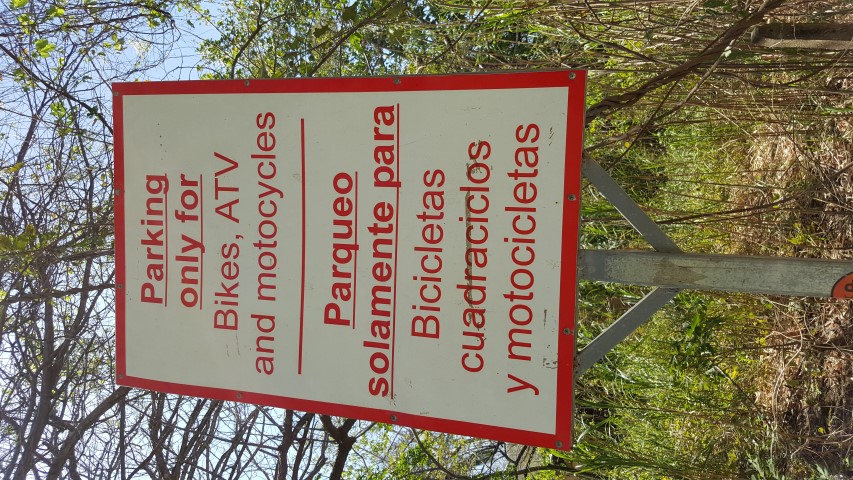 Parking
only for
Bikes, ATV
and motocycles
Parqueo
solamente para
Bicicletas
cuadraciclos
y motocicletas